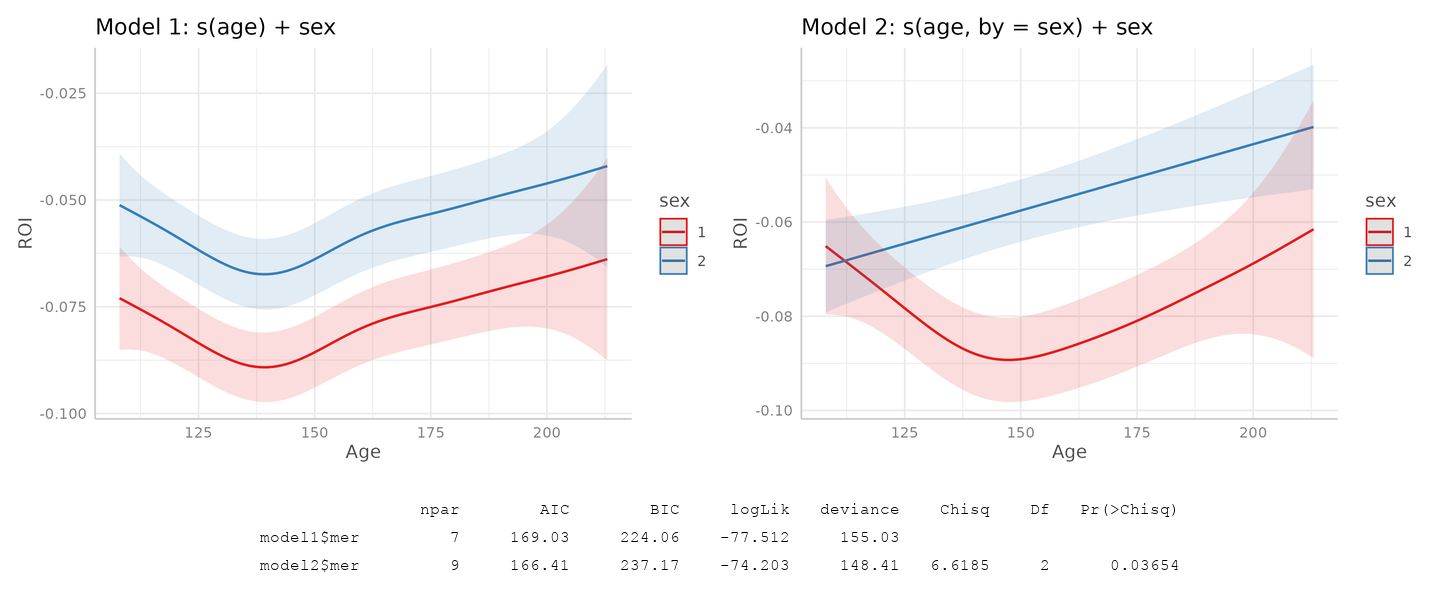 Model 1: s(age) + sex
-0.025
-0.050
-0.075
-0.100
ROI
125 150 175 200
Age
sex
1
2
Model 2: s(age, by = sex) + sex
-0.04
-0.06
-0.08
-0.10
ROI
125 150 175 200
Age
sex
1
2
npar AIC BIC logLik deviance Chisq Df Pr(>Chisq)
model1$mer 7 169.03 224.06 -77.512 155.03
model2$mer 9 166.41 237.17 -74.203 148.41 6.6185 2 0.03654